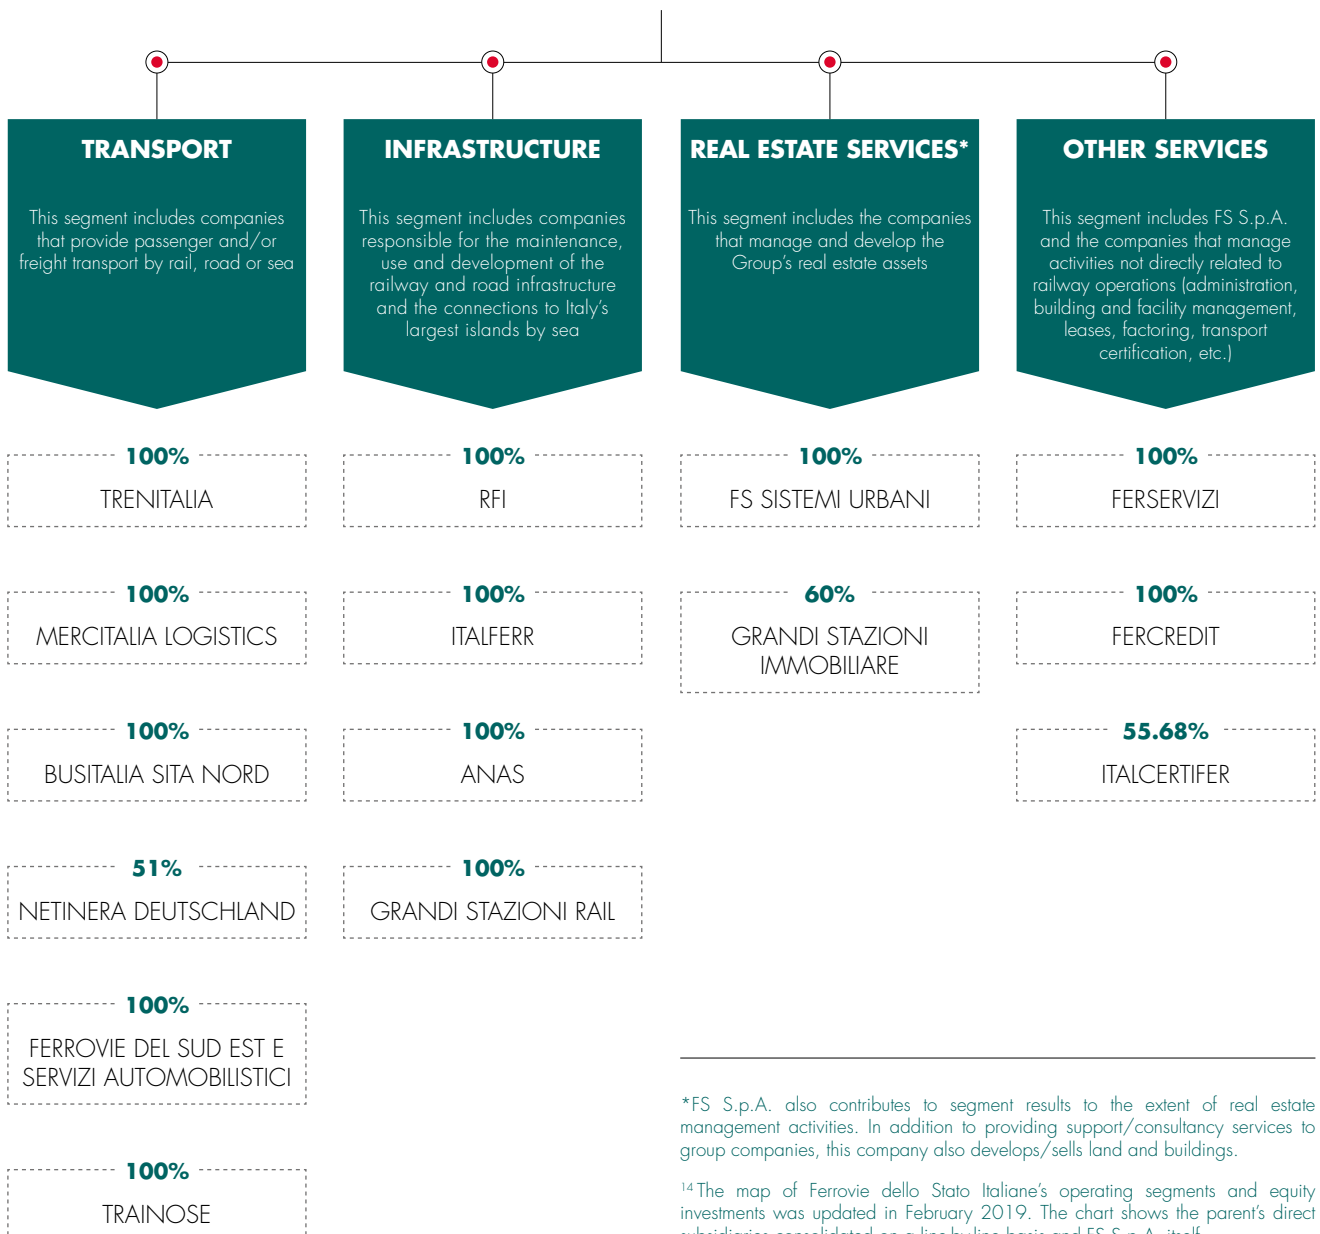 TRANSPORT
This segment includes companies
that provide passenger and/or
freight transport by rail, road or sea
100%
TRENITALIA
100%
MERCITALIA LOGISTICS
100%
BUSITALIA SITA NORD
51%
NETINERA DEUTSCHLAND
100%
FERROVIE DEL SUD EST E
SERVIZI AUTOMOBILISTICI
100%
TRAINOSE
INFRASTRUCTURE
This segment includes companies
responsible for the maintenance,
use and development of the
railway and road infrastructure
and the connections to Italy's
largest islands by sea
100%
RFI
100%
ITALFERR
100%
ANAS
100%
GRANDI STAZIONI RAIL
REAL ESTATE SERVICES*
This segment includes the companies
that manage and develop the
Group's real estate assets
100%
FS SISTEMI URBANI
60%
GRANDI STAZIONI
IMMOBILIARE
OTHER SERVICES
This segment includes FS S.p.A.
and the companies that manage
activities not directly related to
railway operations (administration,
building and facility management,
leases, factoring, transport
certification, etc.)
100%
FERSERVIZI
100%
FERCREDIT
55.68%
ITALCERTIFER
*FS S.p.A. also contributes to segment results to the extent of real estate
management activities. In addition to providing support/consultancy services to
group companies, this company also develops/sells land and buildings.
14 The map of Ferrovie dello Stato Italiane's operating segments and equity
investments was updated in February 2019. The chart shows the parent's direct
subsidiaries consolidated on a line-by-line basis and FS S.p.A. itself.